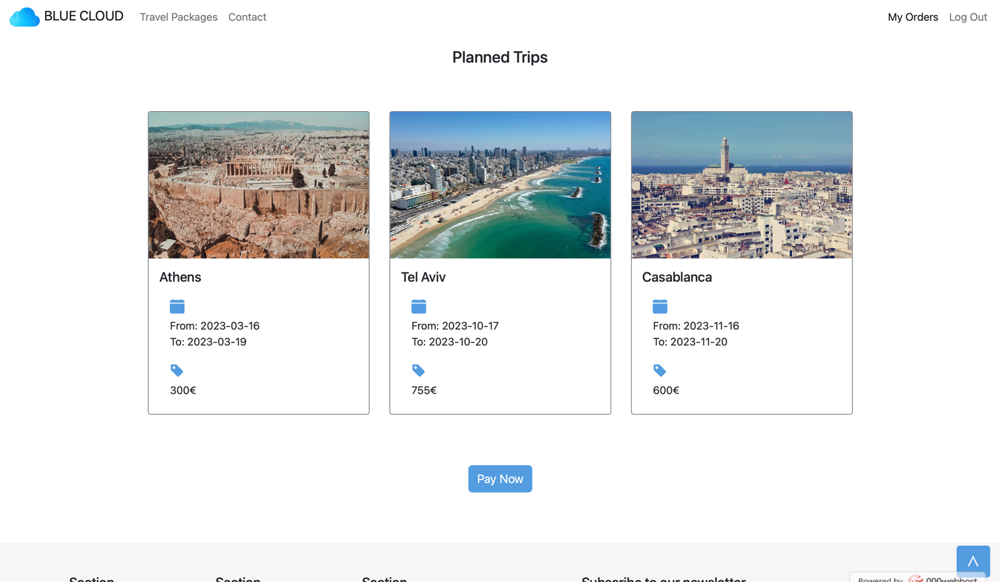 BLUE CLOUD
Travel Packages
Contact
My Orders
Log Out
Planned Trips
Athens
From: 2023-03-16
To: 2023-03-19
300€
Tel Aviv
From: 2023-10-17
To: 2023-10-20
755€
Casablanca
From: 2023-11-16
To: 2023-11-20
600€
Pay Now
Section
Section
Section
Subscribe to our newsletter
Powered by 000webhost